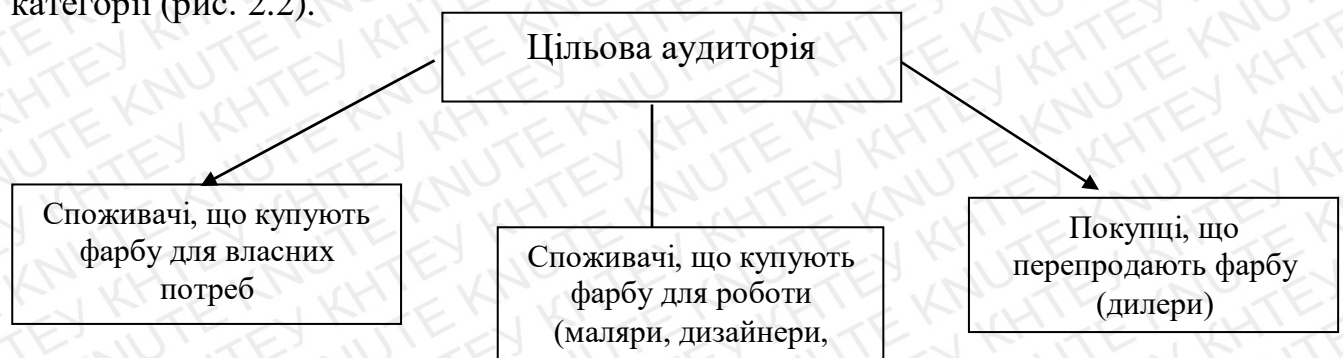 категорії (рис. 2.2).
Цільова аудиторія
Споживачі, що купують
фарбу для власних
потреб
Споживачі, що купують
фарбу для роботи
(маляри, дизайнери,
Покупці, що
перепродають фарбу
(дилери)